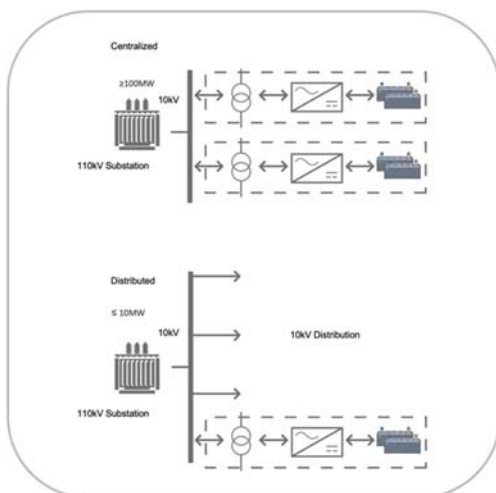 Centralized
≥100MW
10kV
110kV Substation
Distributed
≤ 10MW
10kV
10kV Distribution
110kV Substation